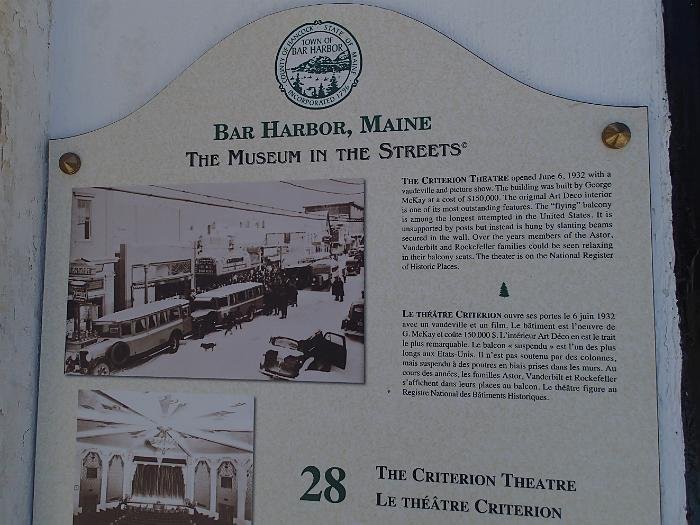 COUNTY OF HANCOCK STATE OF MAINE
TOWN OF
BAR HARBOR
INCORPORATED 1796
BAR HARBOR, MAINE
THE MUSEUM IN THE STREETS©
THE CRITERION THEATRE opened June 6, 1932 with a
vaudeville and picture show. The building was built by George
McKay at a cost of $150,000. The original Art Deco interior
is one of its most outstanding features. The "flying" balcony
is among the longest attempted in the United States. It is
unsupported by posts but instead is hung by slanting beams
secured in the wall. Over the years members of the Astor,
Vanderbilt and Rockefeller families could be seen relaxing
in their balcony seats. The theater is on the National Register
of Historic Places.
LE THÉÂTRE CRITERION ouvre ses portes le 6 juin 1932
avec un vaudeville et un film. Le bâtiment est l'œuvre de
G. McKay et coûte 150.000 $. L'intérieur Art Déco en est le trait
le plus remarquable. Le balcon « suspendu » est l'un des plus
longs aux Etats-Unis. Il n'est pas soutenu par des colonnes,
mais suspendu à des poutres en biais prises dans les murs. Au
cours des années, les familles Astor, Vanderbilt et Rockefeller
s'affichent dans leurs places au balcon. Le théâtre figure au
Registre National des Bâtiments Historiques.
28
THE CRITERION THEATRE
LE THÉÂTRE CRITERION